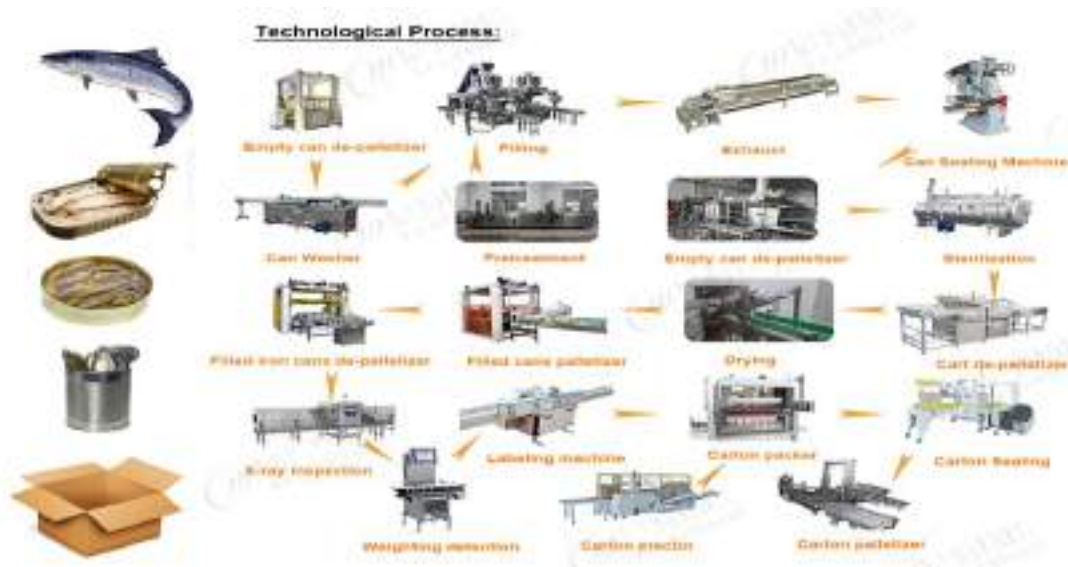 Technological Process:
Empty can de-palletizer
Filling
Exhaust
Can Sealing Machine
Can Washer
Pretreatment
Empty can de-palletizer
Sterilization
Filled iron cans de-palletizer
Filled cans palletizer
Drying
Cart de-palletizer
X-ray inspection
Labeling machine
Carton packer
Carton Sealing
Weighting detection
Carton erector
Carton palletizer